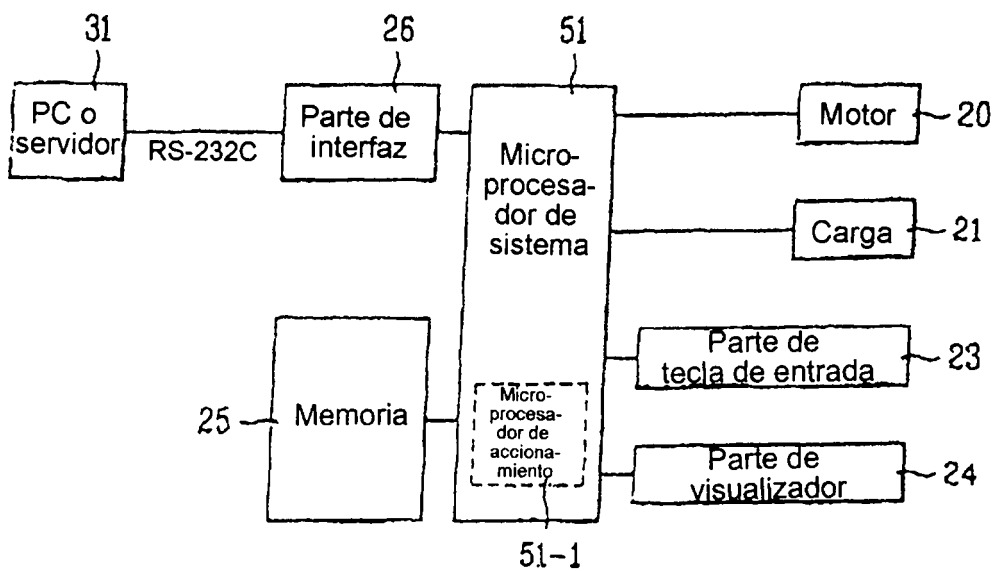 31
26
51
PC o
servidor
RS-232C
Parte de
interfaz
Micro-
procesa-
dor de
sistema
Motor
20
Carga
21
Parte de
tecla de entrada
23
25
Memoria
Micro-
procesa-
dor de
acciona-
miento
Parte de
visualizador
24
51-1